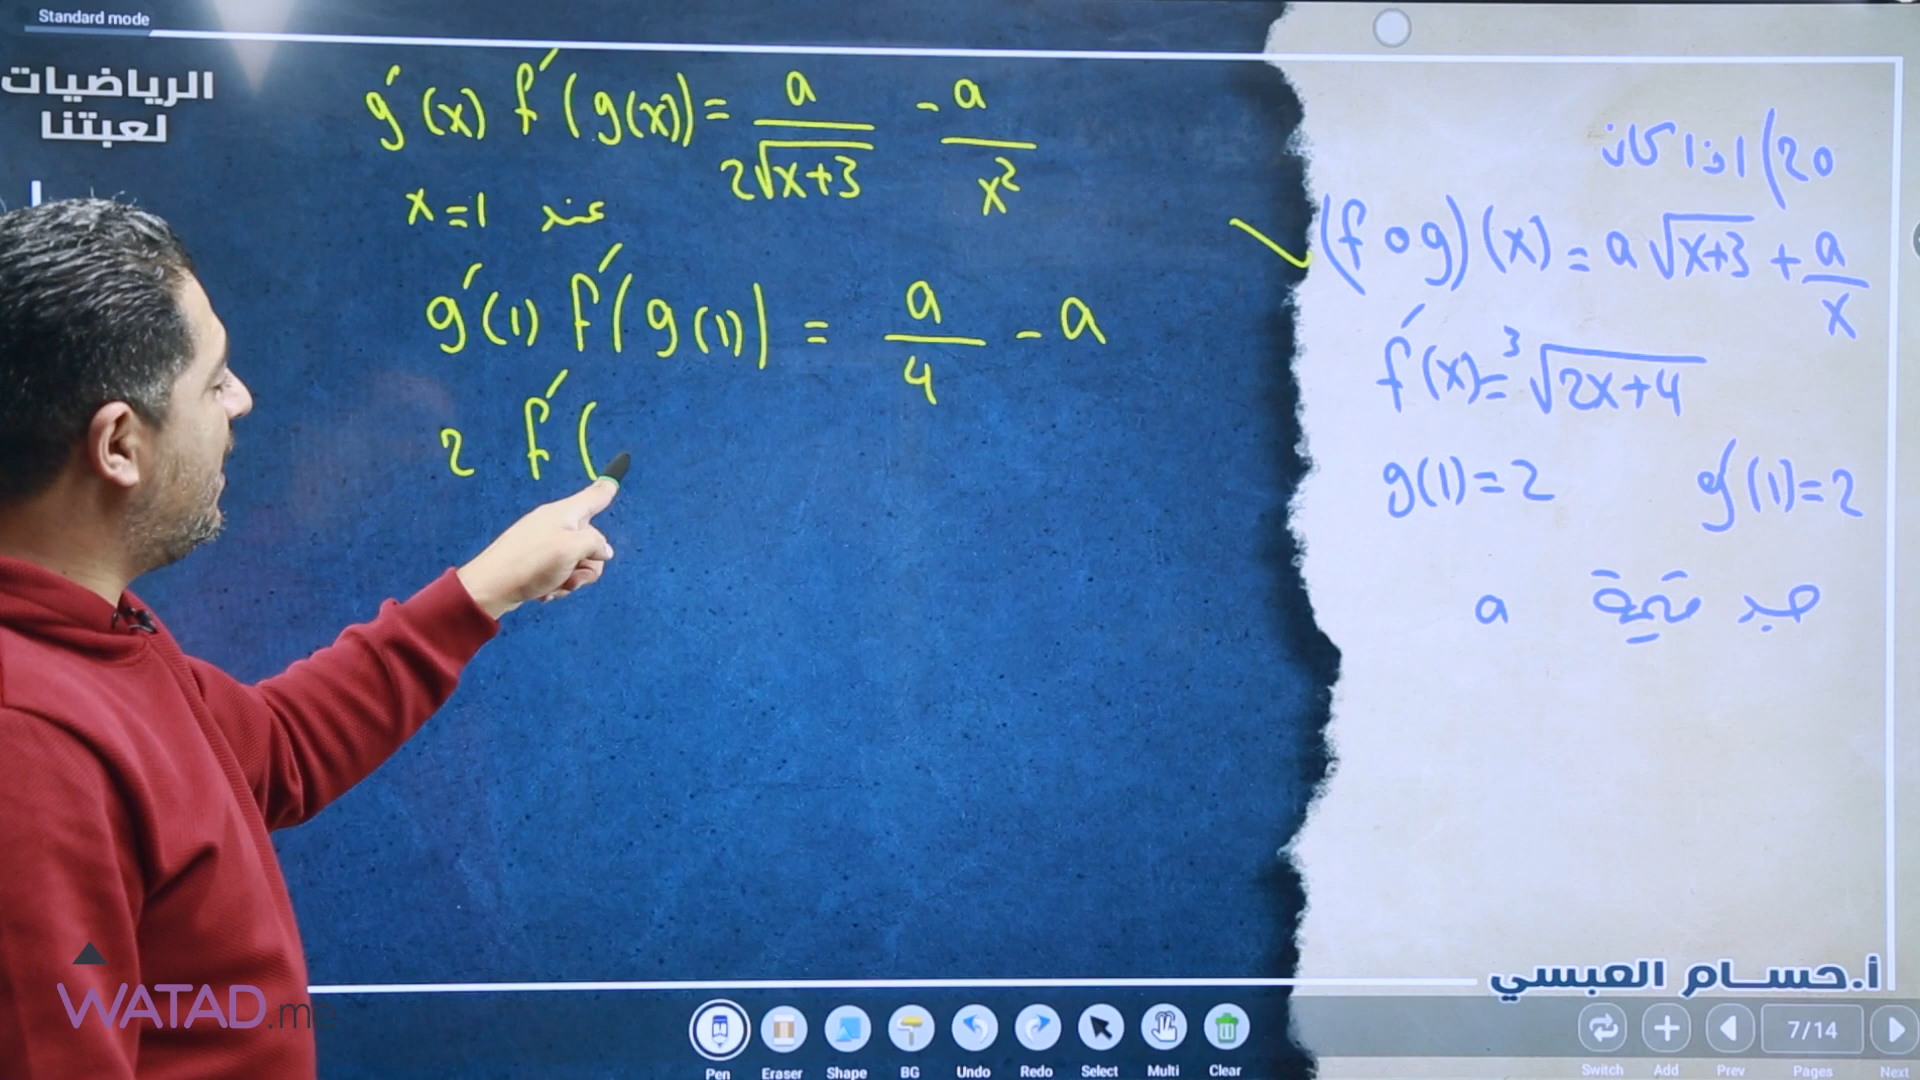 Standard mode
الرياضيات
لعبتنا
g′(x) f′(g(x)) = a/(2√(x+3)) - a/x²
عند x=1
g′(1) f′(g(1)) = a/4 - a
2 f′(
20) اذا كان
(f o g)(x) = a√(x+3) + a/x
f′(x) = ³√(2x+4)
g(1)=2 g′(1)=2
جد قيمة a
أ.حسام العبسي
WATAD.me
7/14
Pen Eraser Shape BG Undo Redo Select Multi Clear
Switch Add Prev Pages Next